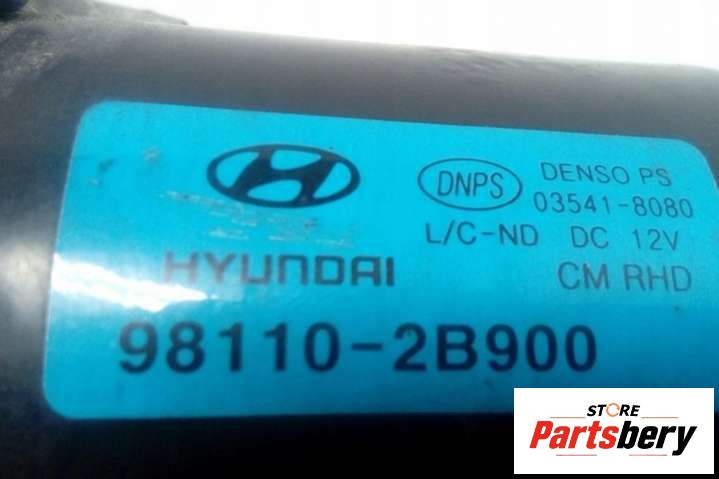 HYUNDAI
98110-2B900
DNPS
DENSO PS
03541-8080
L/C-ND DC 12V
CM RHD
STORE
Partsbery